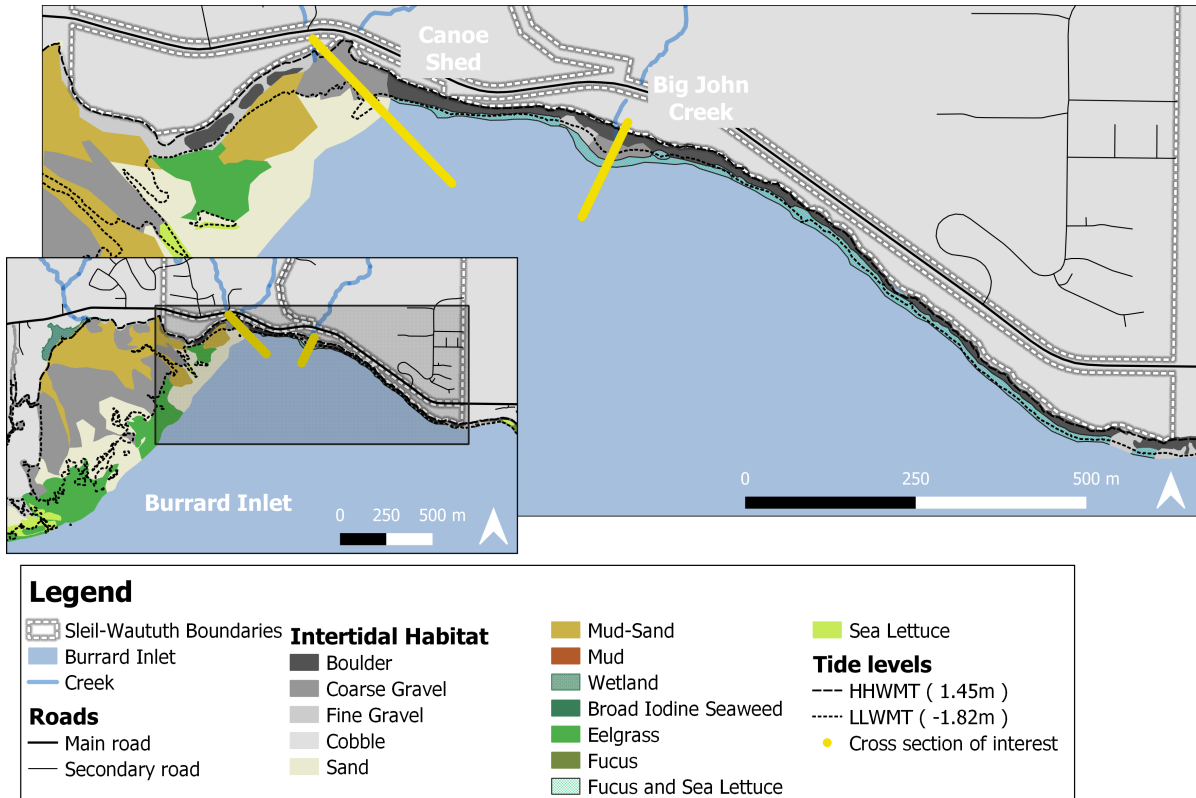 Canoe
Shed
Big John
Creek
0 250 500 m
Burrard Inlet
0 250 500 m
Legend
Sleil-Waututh Boundaries
Burrard Inlet
Creek
Roads
Main road
Secondary road
Intertidal Habitat
Boulder
Coarse Gravel
Fine Gravel
Cobble
Sand
Mud-Sand
Mud
Wetland
Broad Iodine Seaweed
Eelgrass
Fucus
Fucus and Sea Lettuce
Sea Lettuce
Tide levels
HHWMT ( 1.45m )
LLWMT ( -1.82m )
Cross section of interest